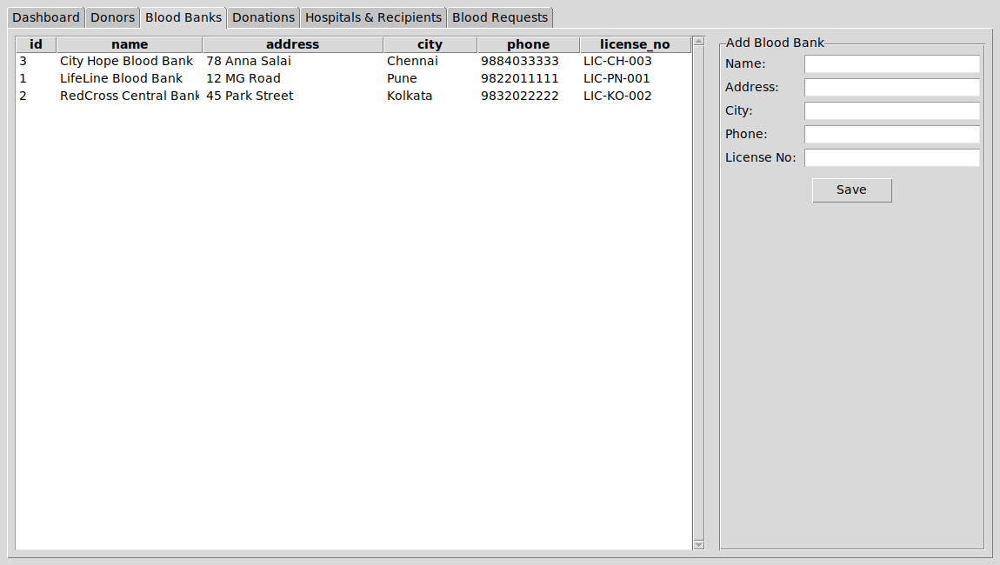 Dashboard Donors Blood Banks Donations Hospitals & Recipients Blood Requests
id name address city phone license_no
3 City Hope Blood Bank 78 Anna Salai Chennai 9884033333 LIC-CH-003
1 LifeLine Blood Bank 12 MG Road Pune 9822011111 LIC-PN-001
2 RedCross Central Bank 45 Park Street Kolkata 9832022222 LIC-KO-002
Add Blood Bank
Name:
Address:
City:
Phone:
License No:
Save